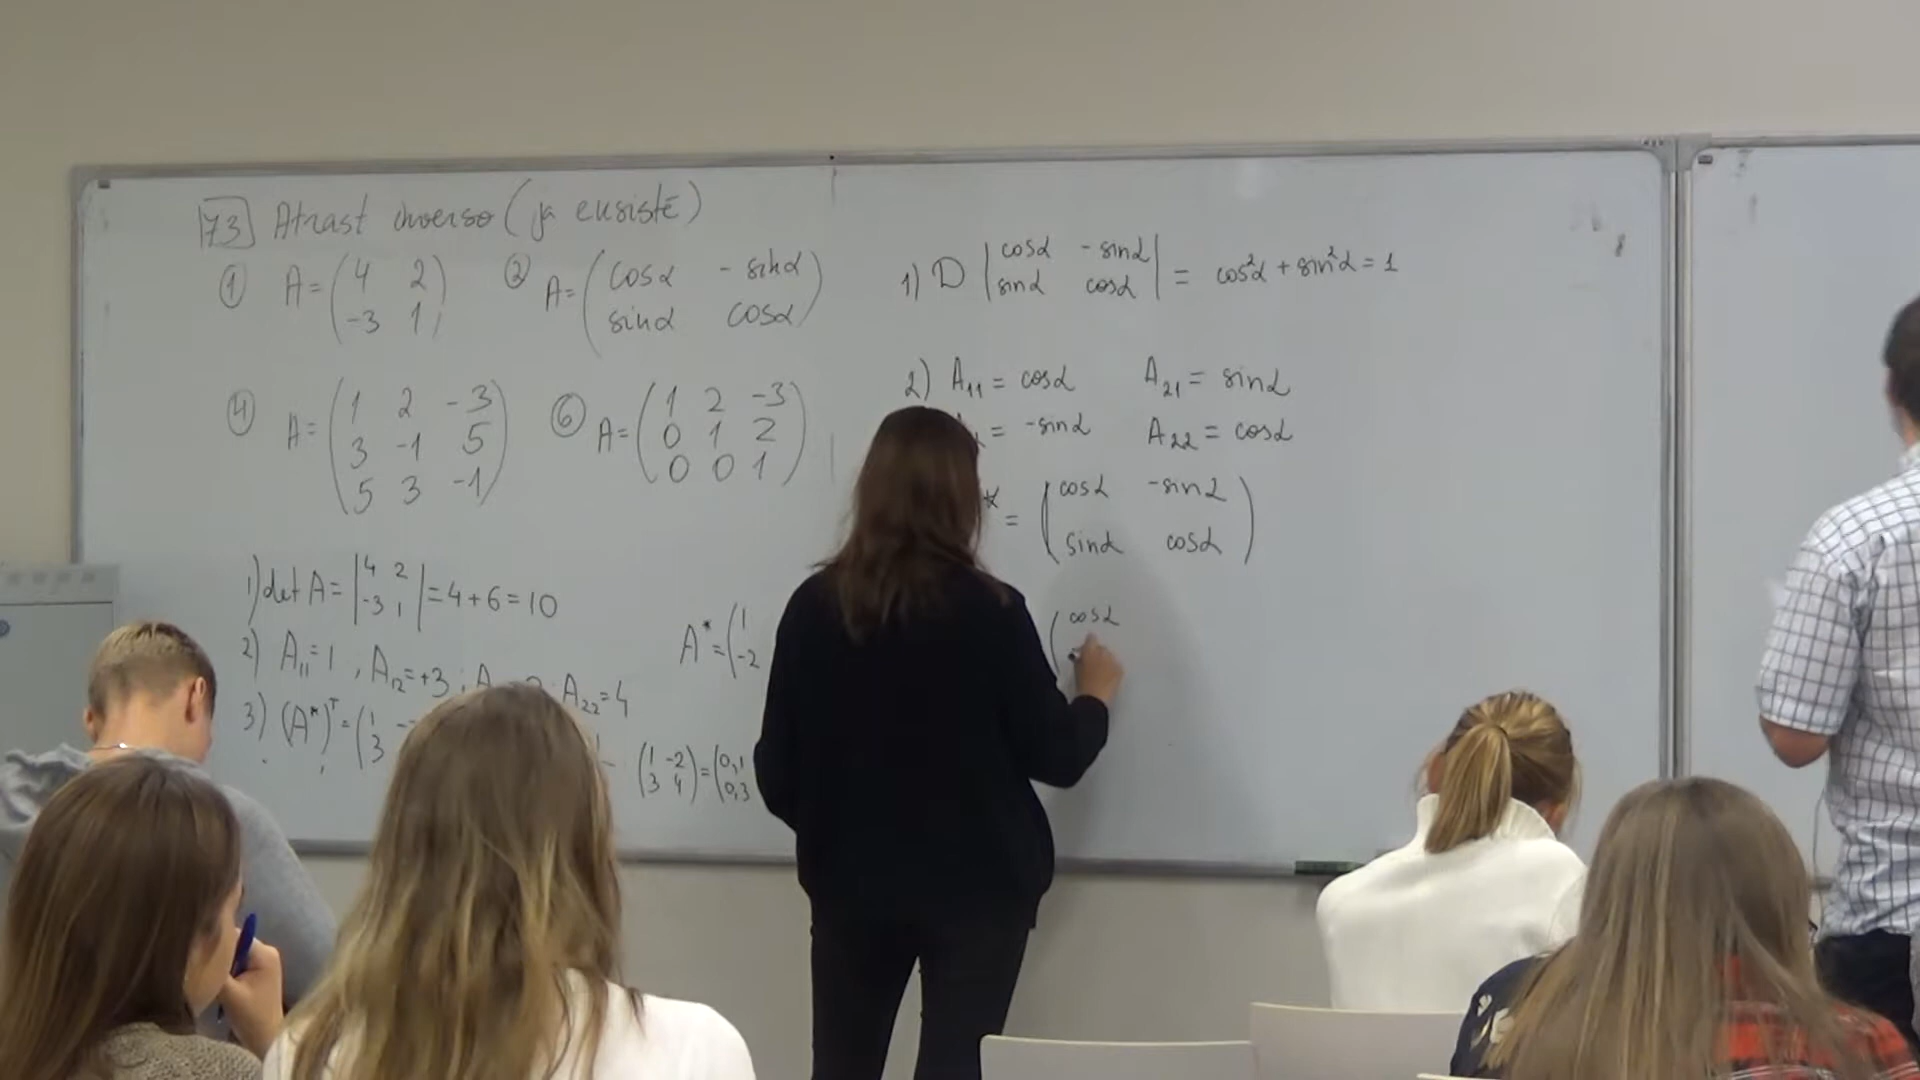 73 Atrast inverso (ja eksistē)
① A = (4 2
-3 1)
② A = (cosα - sinα
sinα cosα)
④ A = (1 2 -3
3 -1 5
5 3 -1)
⑥ A = (1 2 -3
0 1 2
0 0 1)
1) det A = |4 2
-3 1| = 4 + 6 = 10
2) A₁₁ = 1 , A₁₂ = +3 ; A A₂₂ = 4
3) (A*)ᵀ = (1
3
A* = (1
-2
(1 -2
3 4) = (0,1
0,3
1) D |cosα - sinα
sinα cosα| = cos²α + sin²α = 1
2) A₁₁ = cosα A₂₁ = sinα
= -sinα A₂₂ = cosα
* = (cosα -sinα
sinα cosα)
(cosα